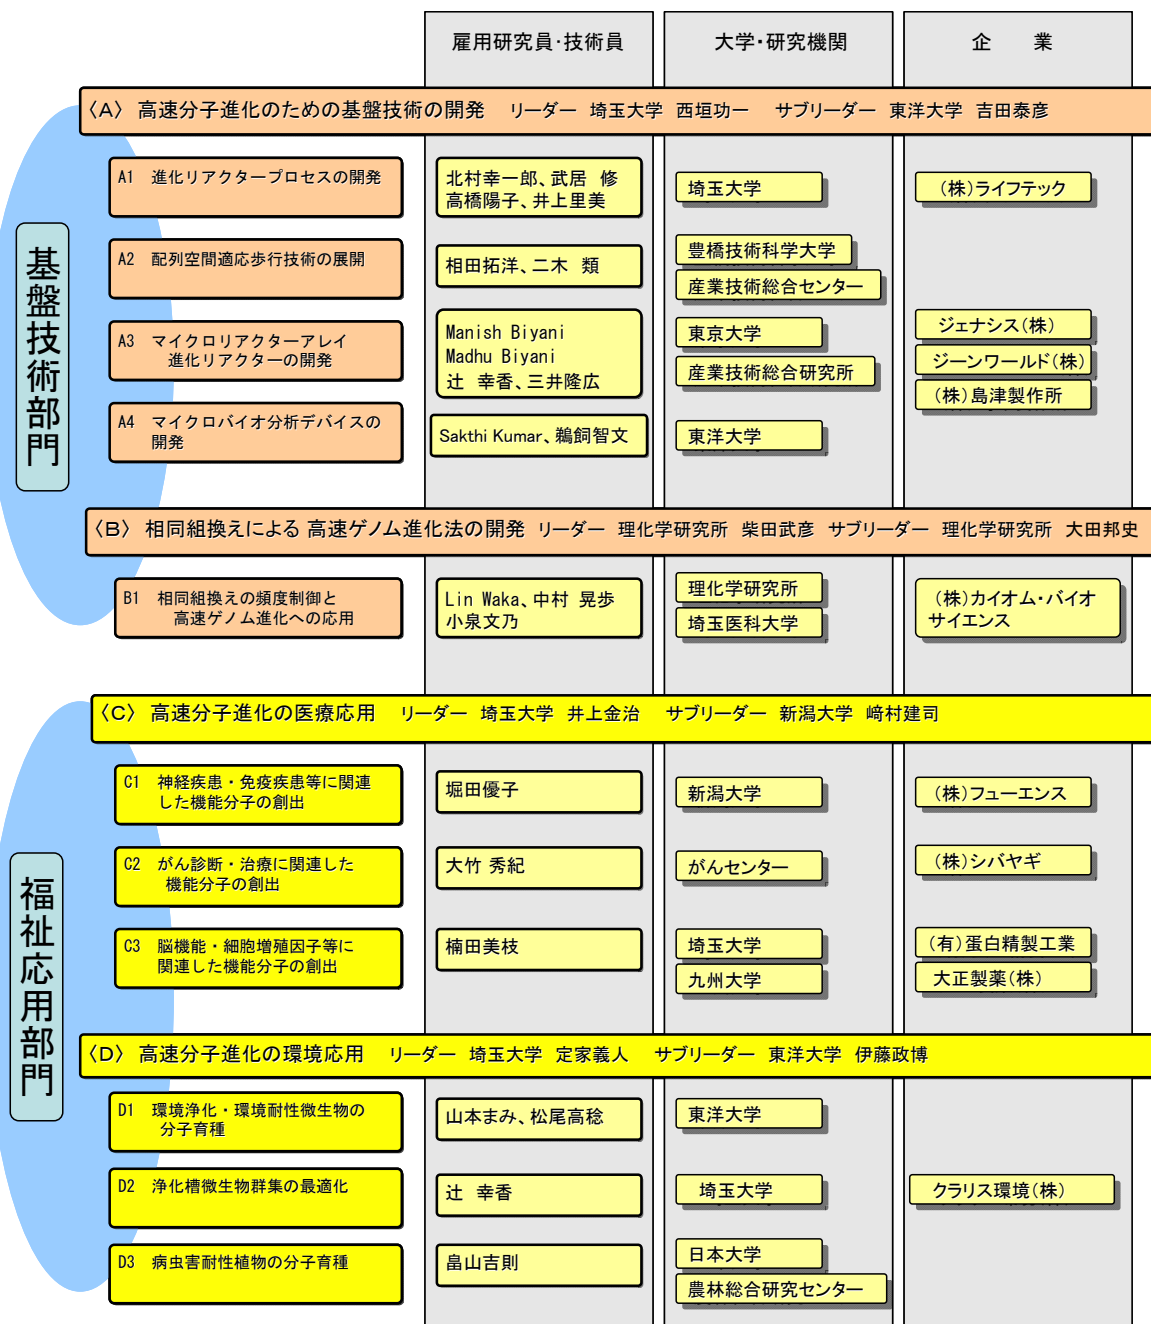 雇用研究員･技術員
大学･研究機関
企　業
〈A〉 高速分子進化のための基盤技術の開発　リーダー 埼玉大学 西垣功一　サブリーダー 東洋大学 吉田泰彦
基盤技術部門
A1 進化リアクタープロセスの開発
北村幸一郎、武居 修
高橋陽子、井上里美
埼玉大学
(株)ライフテック
A2 配列空間適応歩行技術の展開
相田拓洋、二木 類
豊橋技術科学大学
産業技術総合センター
A3 マイクロリアクターアレイ
進化リアクターの開発
Manish Biyani
Madhu Biyani
辻 幸香、三井隆広
東京大学
産業技術総合研究所
ジェナシス(株)
ジーンワールド(株)
(株)島津製作所
A4 マイクロバイオ分析デバイスの
開発
Sakthi Kumar、鵜飼智文
東洋大学
〈B〉 相同組換えによる 高速ゲノム進化法の開発 リーダー 理化学研究所 柴田武彦 サブリーダー 理化学研究所 大田邦史
B1 相同組換えの頻度制御と
高速ゲノム進化への応用
Lin Waka、中村 晃歩
小泉文乃
理化学研究所
埼玉医科大学
(株)カイオム・バイオ
サイエンス
〈C〉 高速分子進化の医療応用　リーダー 埼玉大学 井上金治　サブリーダー 新潟大学 﨑村建司
福祉応用部門
C1 神経疾患・免疫疾患等に関連
した機能分子の創出
堀田優子
新潟大学
(株)フューエンス
C2 がん診断・治療に関連した
機能分子の創出
大竹 秀紀
がんセンター
(株)シバヤギ
C3 脳機能・細胞増殖因子等に
関連した機能分子の創出
楠田美枝
埼玉大学
九州大学
(有)蛋白精製工業
大正製薬(株)
〈D〉 高速分子進化の環境応用　リーダー 埼玉大学 定家義人　サブリーダー 東洋大学 伊藤政博
D1 環境浄化・環境耐性微生物の
分子育種
山本まみ、松尾高稔
東洋大学
D2 浄化槽微生物群集の最適化
辻 幸香
埼玉大学
クラリス環境(株)
D3 病虫害耐性植物の分子育種
畠山吉則
日本大学
農林総合研究センター